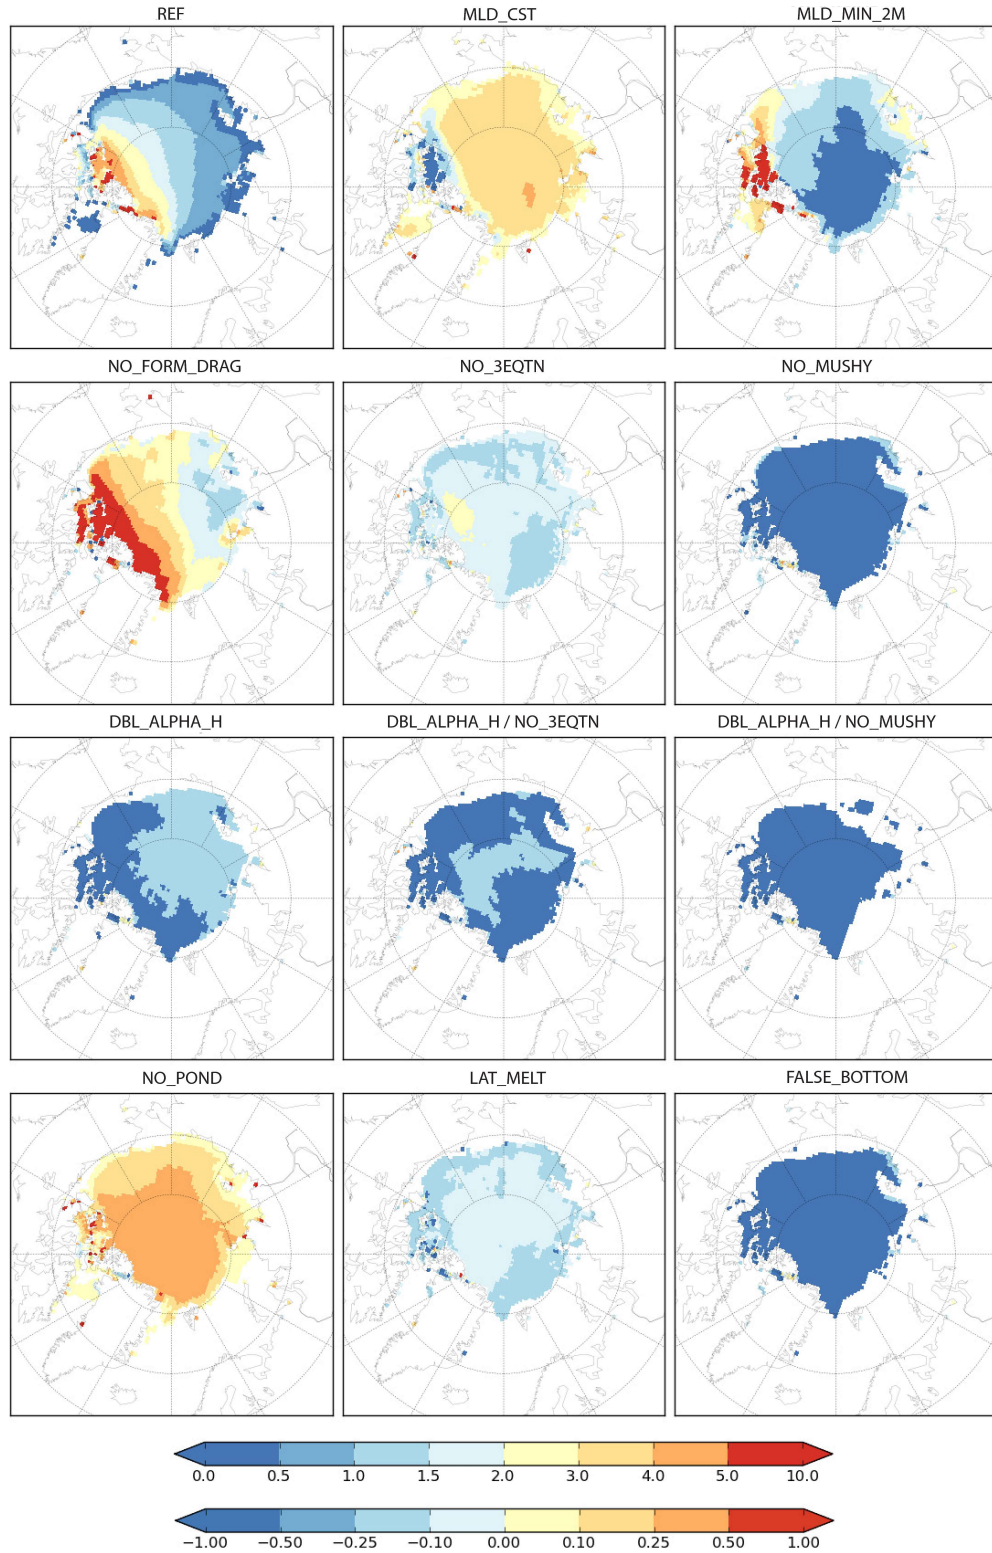 REF MLD_CST MLD_MIN_2M
NO_FORM_DRAG NO_3EQTN NO_MUSHY
DBL_ALPHA_H DBL_ALPHA_H / NO_3EQTN DBL_ALPHA_H / NO_MUSHY
NO_POND LAT_MELT FALSE_BOTTOM
0.0 0.5 1.0 1.5 2.0 3.0 4.0 5.0 10.0
−1.00 −0.50 −0.25 −0.10 0.00 0.10 0.25 0.50 1.00